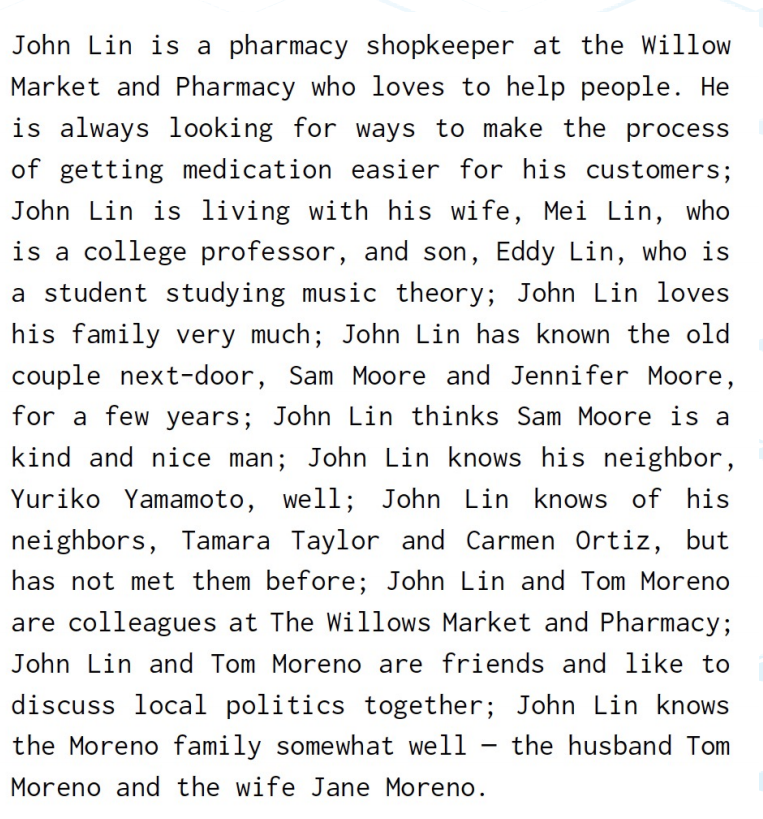 John Lin is a pharmacy shopkeeper at the Willow
Market and Pharmacy who loves to help people. He
is always looking for ways to make the process
of getting medication easier for his customers;
John Lin is living with his wife, Mei Lin, who
is a college professor, and son, Eddy Lin, who is
a student studying music theory; John Lin loves
his family very much; John Lin has known the old
couple next-door, Sam Moore and Jennifer Moore,
for a few years; John Lin thinks Sam Moore is a
kind and nice man; John Lin knows his neighbor,
Yuriko Yamamoto, well; John Lin knows of his
neighbors, Tamara Taylor and Carmen Ortiz, but
has not met them before; John Lin and Tom Moreno
are colleagues at The Willows Market and Pharmacy;
John Lin and Tom Moreno are friends and like to
discuss local politics together; John Lin knows
the Moreno family somewhat well — the husband Tom
Moreno and the wife Jane Moreno.